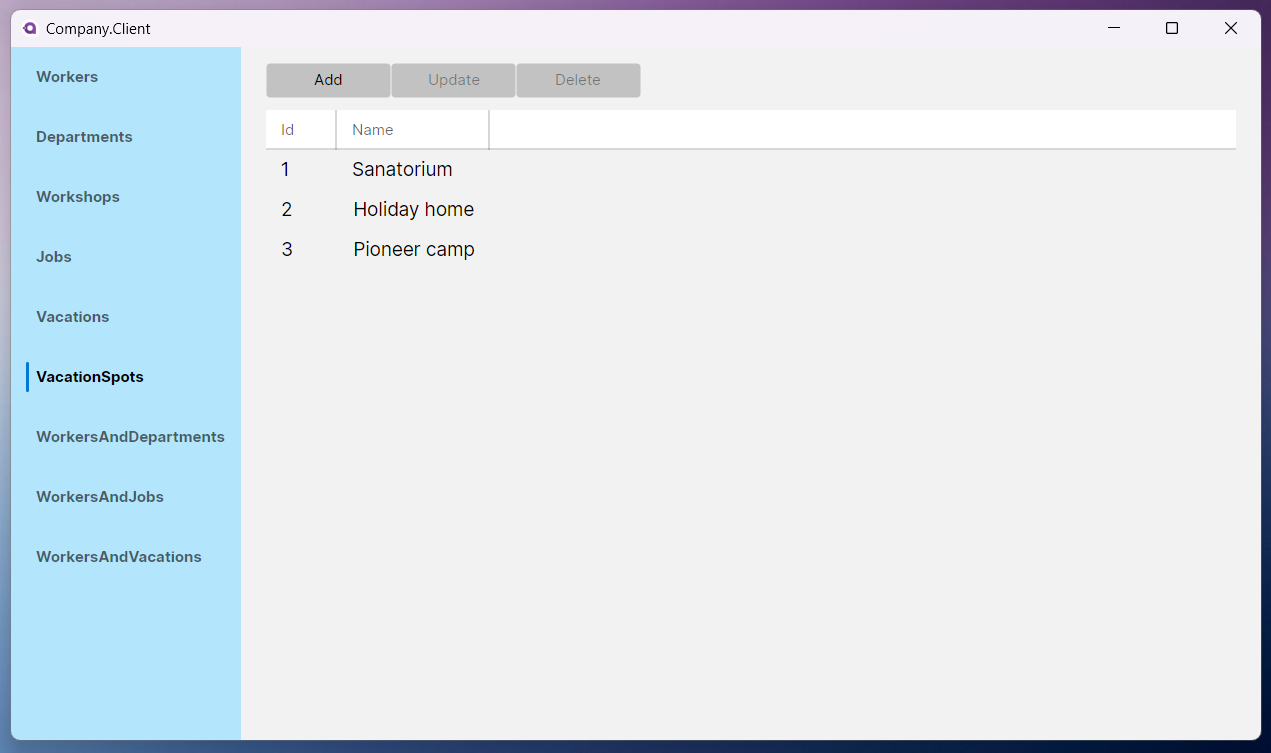 Company.Client
Workers
Departments
Workshops
Jobs
Vacations
VacationSpots
WorkersAndDepartments
WorkersAndJobs
WorkersAndVacations
Add Update Delete
Id Name
1 Sanatorium
2 Holiday home
3 Pioneer camp